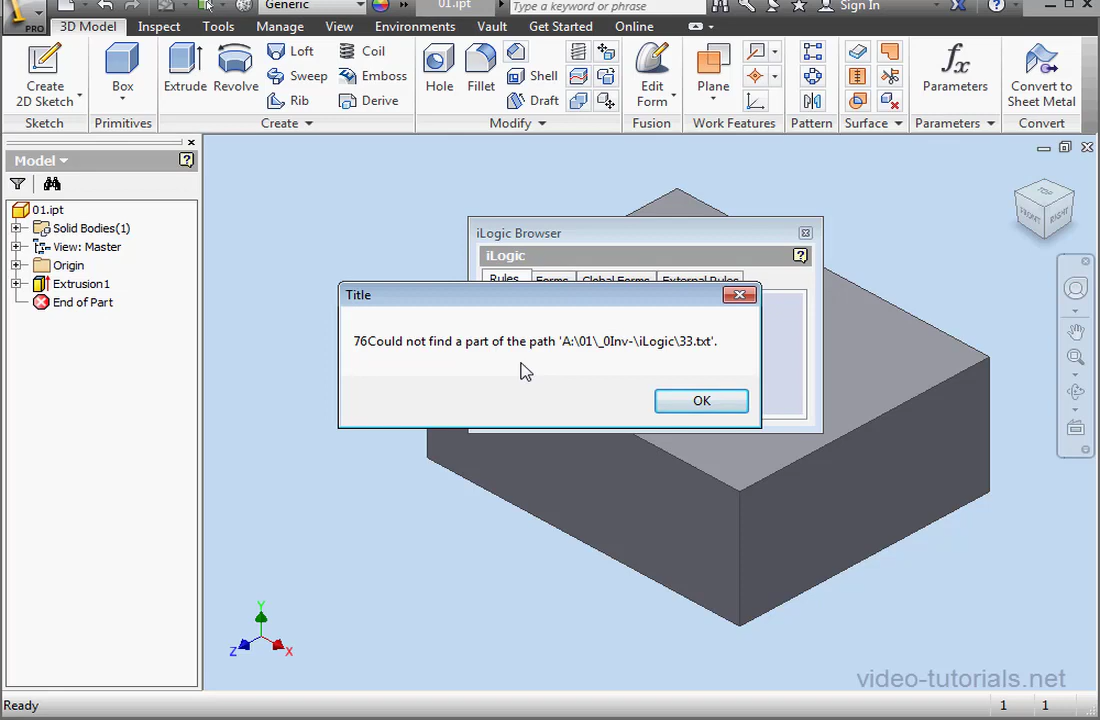 Generic
01.ipt
Type a keyword or phrase
Sign In
PRO
3D Model
Inspect
Tools
Manage
View
Environments
Vault
Get Started
Online
Create
2D Sketch
Box
Extrude
Revolve
Loft
Sweep
Rib
Coil
Emboss
Derive
Hole
Fillet
Shell
Draft
Edit
Form
Plane
Parameters
Convert to
Sheet Metal
Sketch
Primitives
Create
Modify
Fusion
Work Features
Pattern
Surface
Parameters
Convert
Model
01.ipt
Solid Bodies(1)
View: Master
Origin
Extrusion1
End of Part
TOP
FRONT
RIGHT
iLogic Browser
iLogic
Rules
Forms
Global Forms
External Rules
Title
76Could not find a part of the path 'A:\01\_0Inv-\iLogic\33.txt'.
OK
Y
Z
X
video-tutorials.net
Ready
1
1